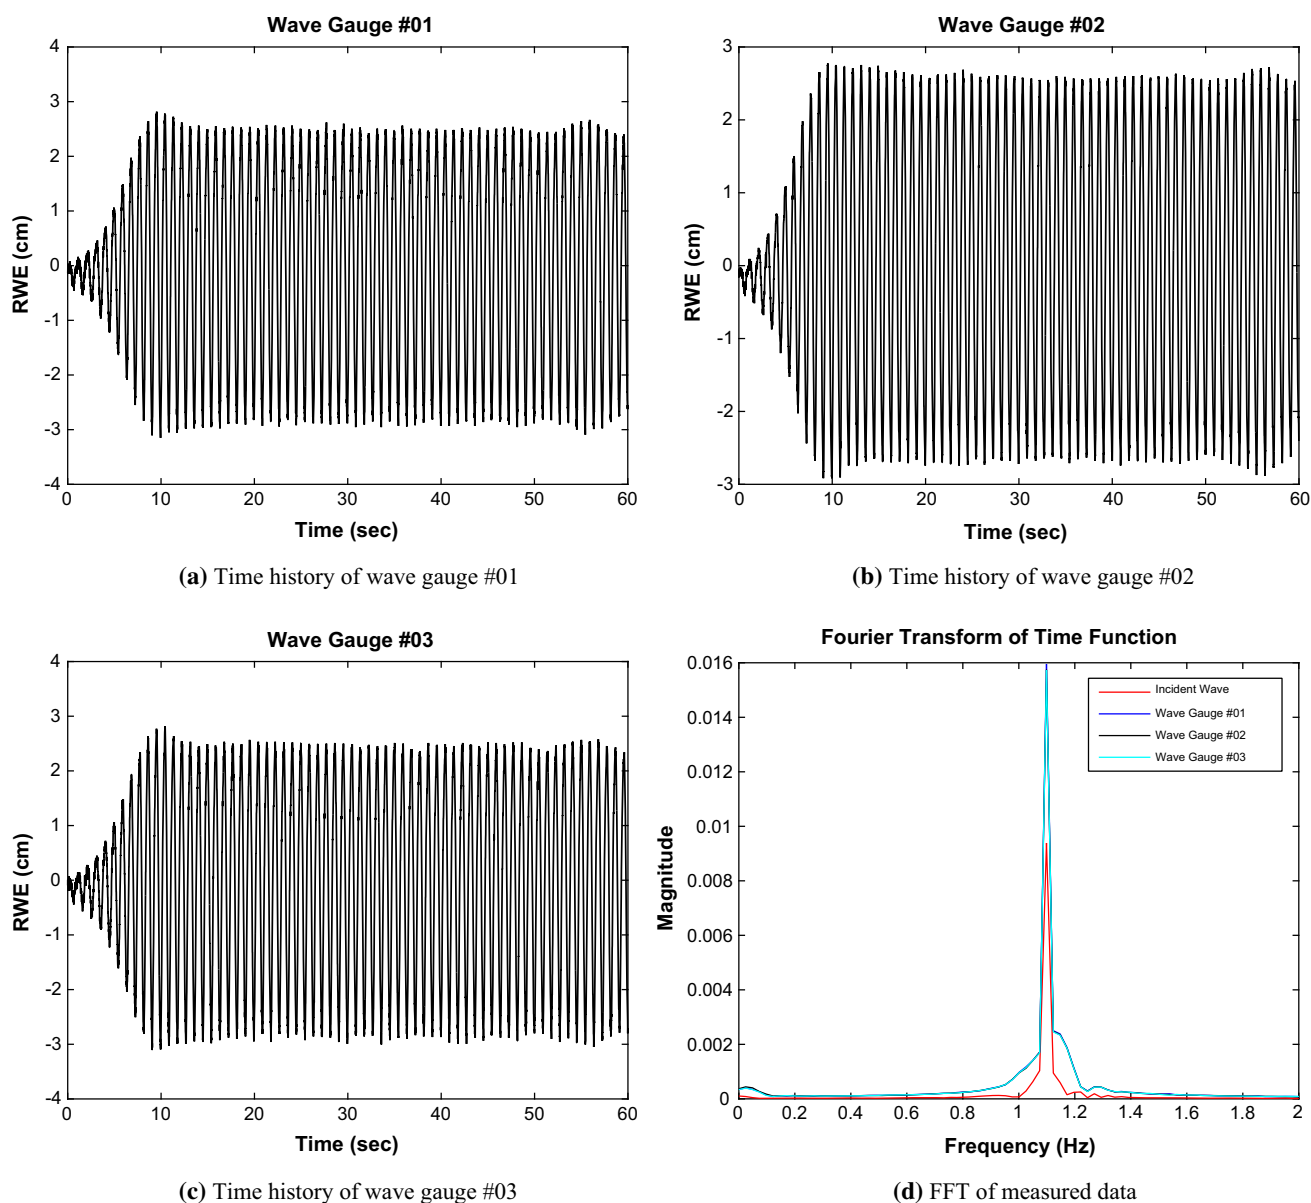 Wave Gauge #01
4
3
2
1
0
-1
-2
-3
-4
RWE (cm)
0 10 20 30 40 50 60
Time (sec)
(a) Time history of wave gauge #01
Wave Gauge #02
3
2
1
0
-1
-2
-3
RWE (cm)
0 10 20 30 40 50 60
Time (sec)
(b) Time history of wave gauge #02
Wave Gauge #03
4
3
2
1
0
-1
-2
-3
-4
RWE (cm)
0 10 20 30 40 50 60
Time (sec)
(c) Time history of wave gauge #03
Fourier Transform of Time Function
0.016
0.014
0.012
0.01
0.008
0.006
0.004
0.002
0
Magnitude
Incident Wave
Wave Gauge #01
Wave Gauge #02
Wave Gauge #03
0 0.2 0.4 0.6 0.8 1 1.2 1.4 1.6 1.8 2
Frequency (Hz)
(d) FFT of measured data